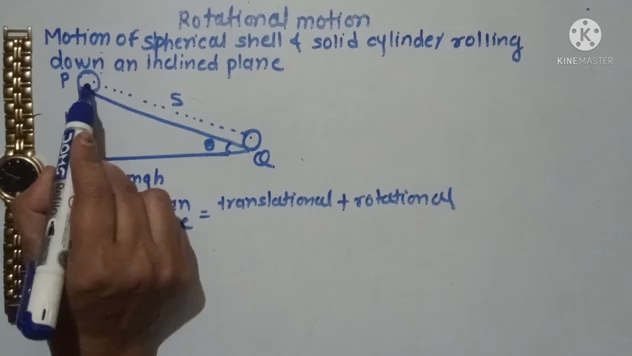 Rotational motion
Motion of spherical shell & solid cylinder rolling
down an inclined plane
P
S
θ
Q
mgh
= translational + rotational
KINEMASTER